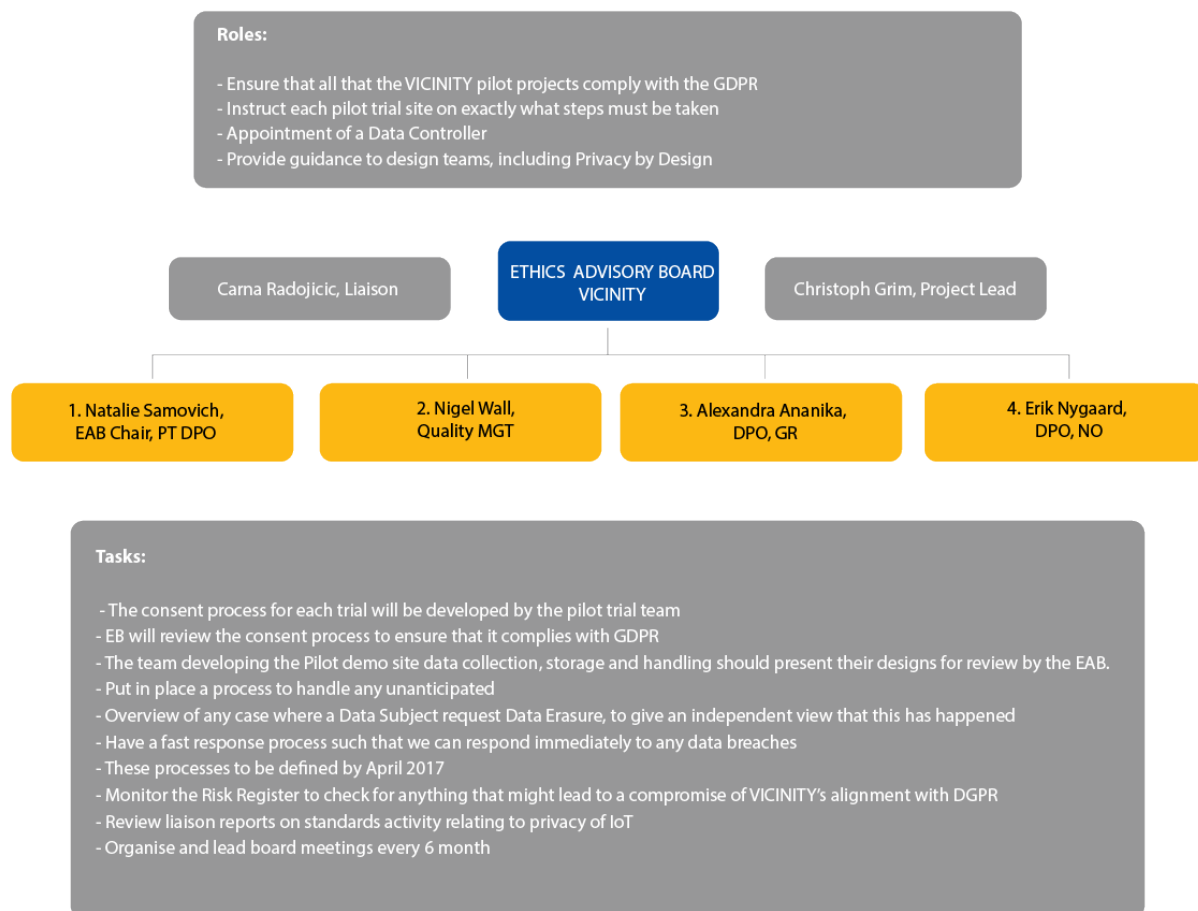 Roles:
- Ensure that all that the VICINITY pilot projects comply with the GDPR
- Instruct each pilot trial site on exactly what steps must be taken
- Appointment of a Data Controller
- Provide guidance to design teams, including Privacy by Design
Carna Radojicic, Liaison
ETHICS ADVISORY BOARD
VICINITY
Christoph Grim, Project Lead
1. Natalie Samovich,
EAB Chair, PT DPO
2. Nigel Wall,
Quality MGT
3. Alexandra Ananika,
DPO, GR
4. Erik Nygaard,
DPO, NO
Tasks:
- The consent process for each trial will be developed by the pilot trial team
- EB will review the consent process to ensure that it complies with GDPR
- The team developing the Pilot demo site data collection, storage and handling should present their designs for review by the EAB.
- Put in place a process to handle any unanticipated
- Overview of any case where a Data Subject request Data Erasure, to give an independent view that this has happened
- Have a fast response process such that we can respond immediately to any data breaches
- These processes to be defined by April 2017
- Monitor the Risk Register to check for anything that might lead to a compromise of VICINITY's alignment with DGPR
- Review liaison reports on standards activity relating to privacy of IoT
- Organise and lead board meetings every 6 month